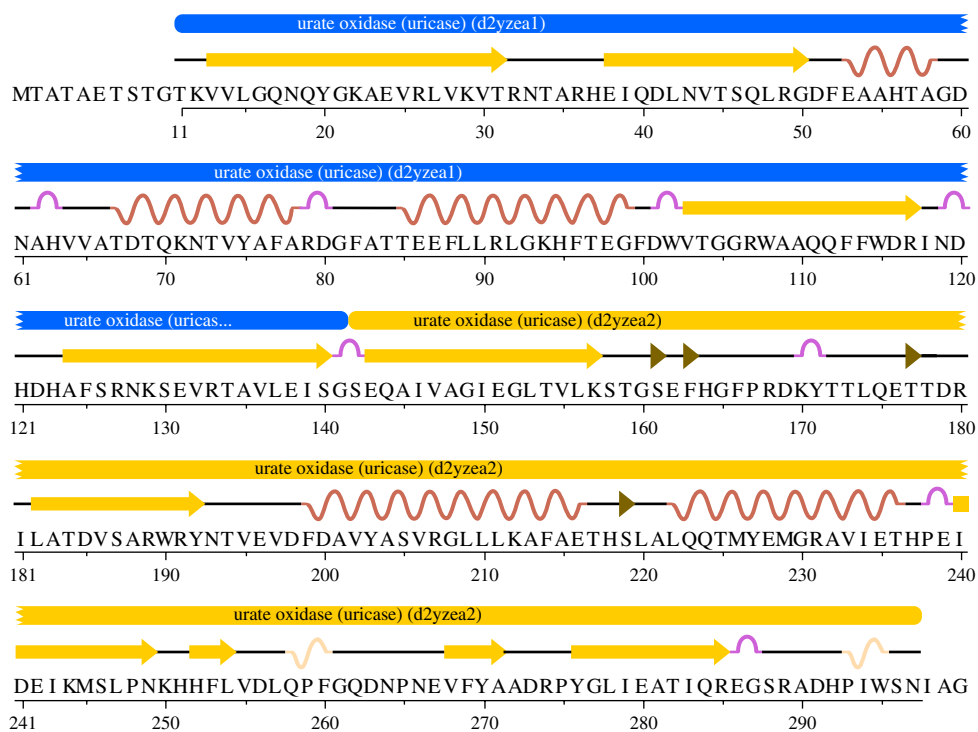 urate oxidase (uricase) (d2yzea1)
MTATAETSTGTKVVLGQNQYGKAEVRLVKVTRNTARHEIQDLNVTSQLRGDFEAAHTAGD
11 20 30 40 50 60
urate oxidase (uricase) (d2yzea1)
NAHVVATDTQKNTVYAFARDGFATTEEFLLRLGKHFTEGFDWVTGGRWAAQQFFWDRIND
61 70 80 90 100 110 120
urate oxidase (uricas... urate oxidase (uricase) (d2yzea2)
HDHAFSRNKSEVRTAVLEISGSEQAIVAGIEGLTVLKSTGSEFHGFPRDKYTTLQETTDR
121 130 140 150 160 170 180
urate oxidase (uricase) (d2yzea2)
ILATDVSARWRYNTVEVDFDAVYASVRGLLLKAFAETHSLALQQTMYEMGRAVIETHPEI
181 190 200 210 220 230 240
urate oxidase (uricase) (d2yzea2)
DEIKMSLPNKHHFLVDLQPFGQDNPNEVFYAADRPYGLIEATIQREGSRADHPIWSNIAG
241 250 260 270 280 290